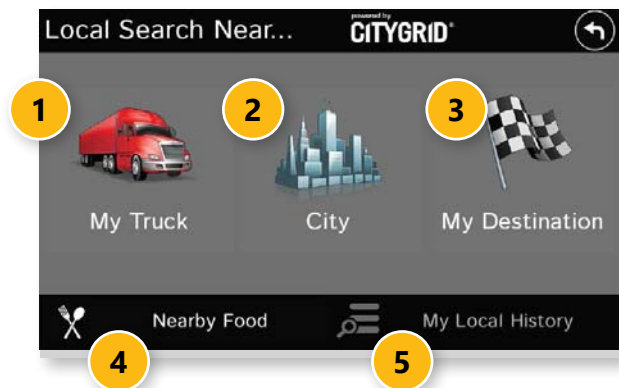 Local Search Near...
powered by
CITYGRID®
1
2
3
My Truck
City
My Destination
Nearby Food
My Local History
4
5